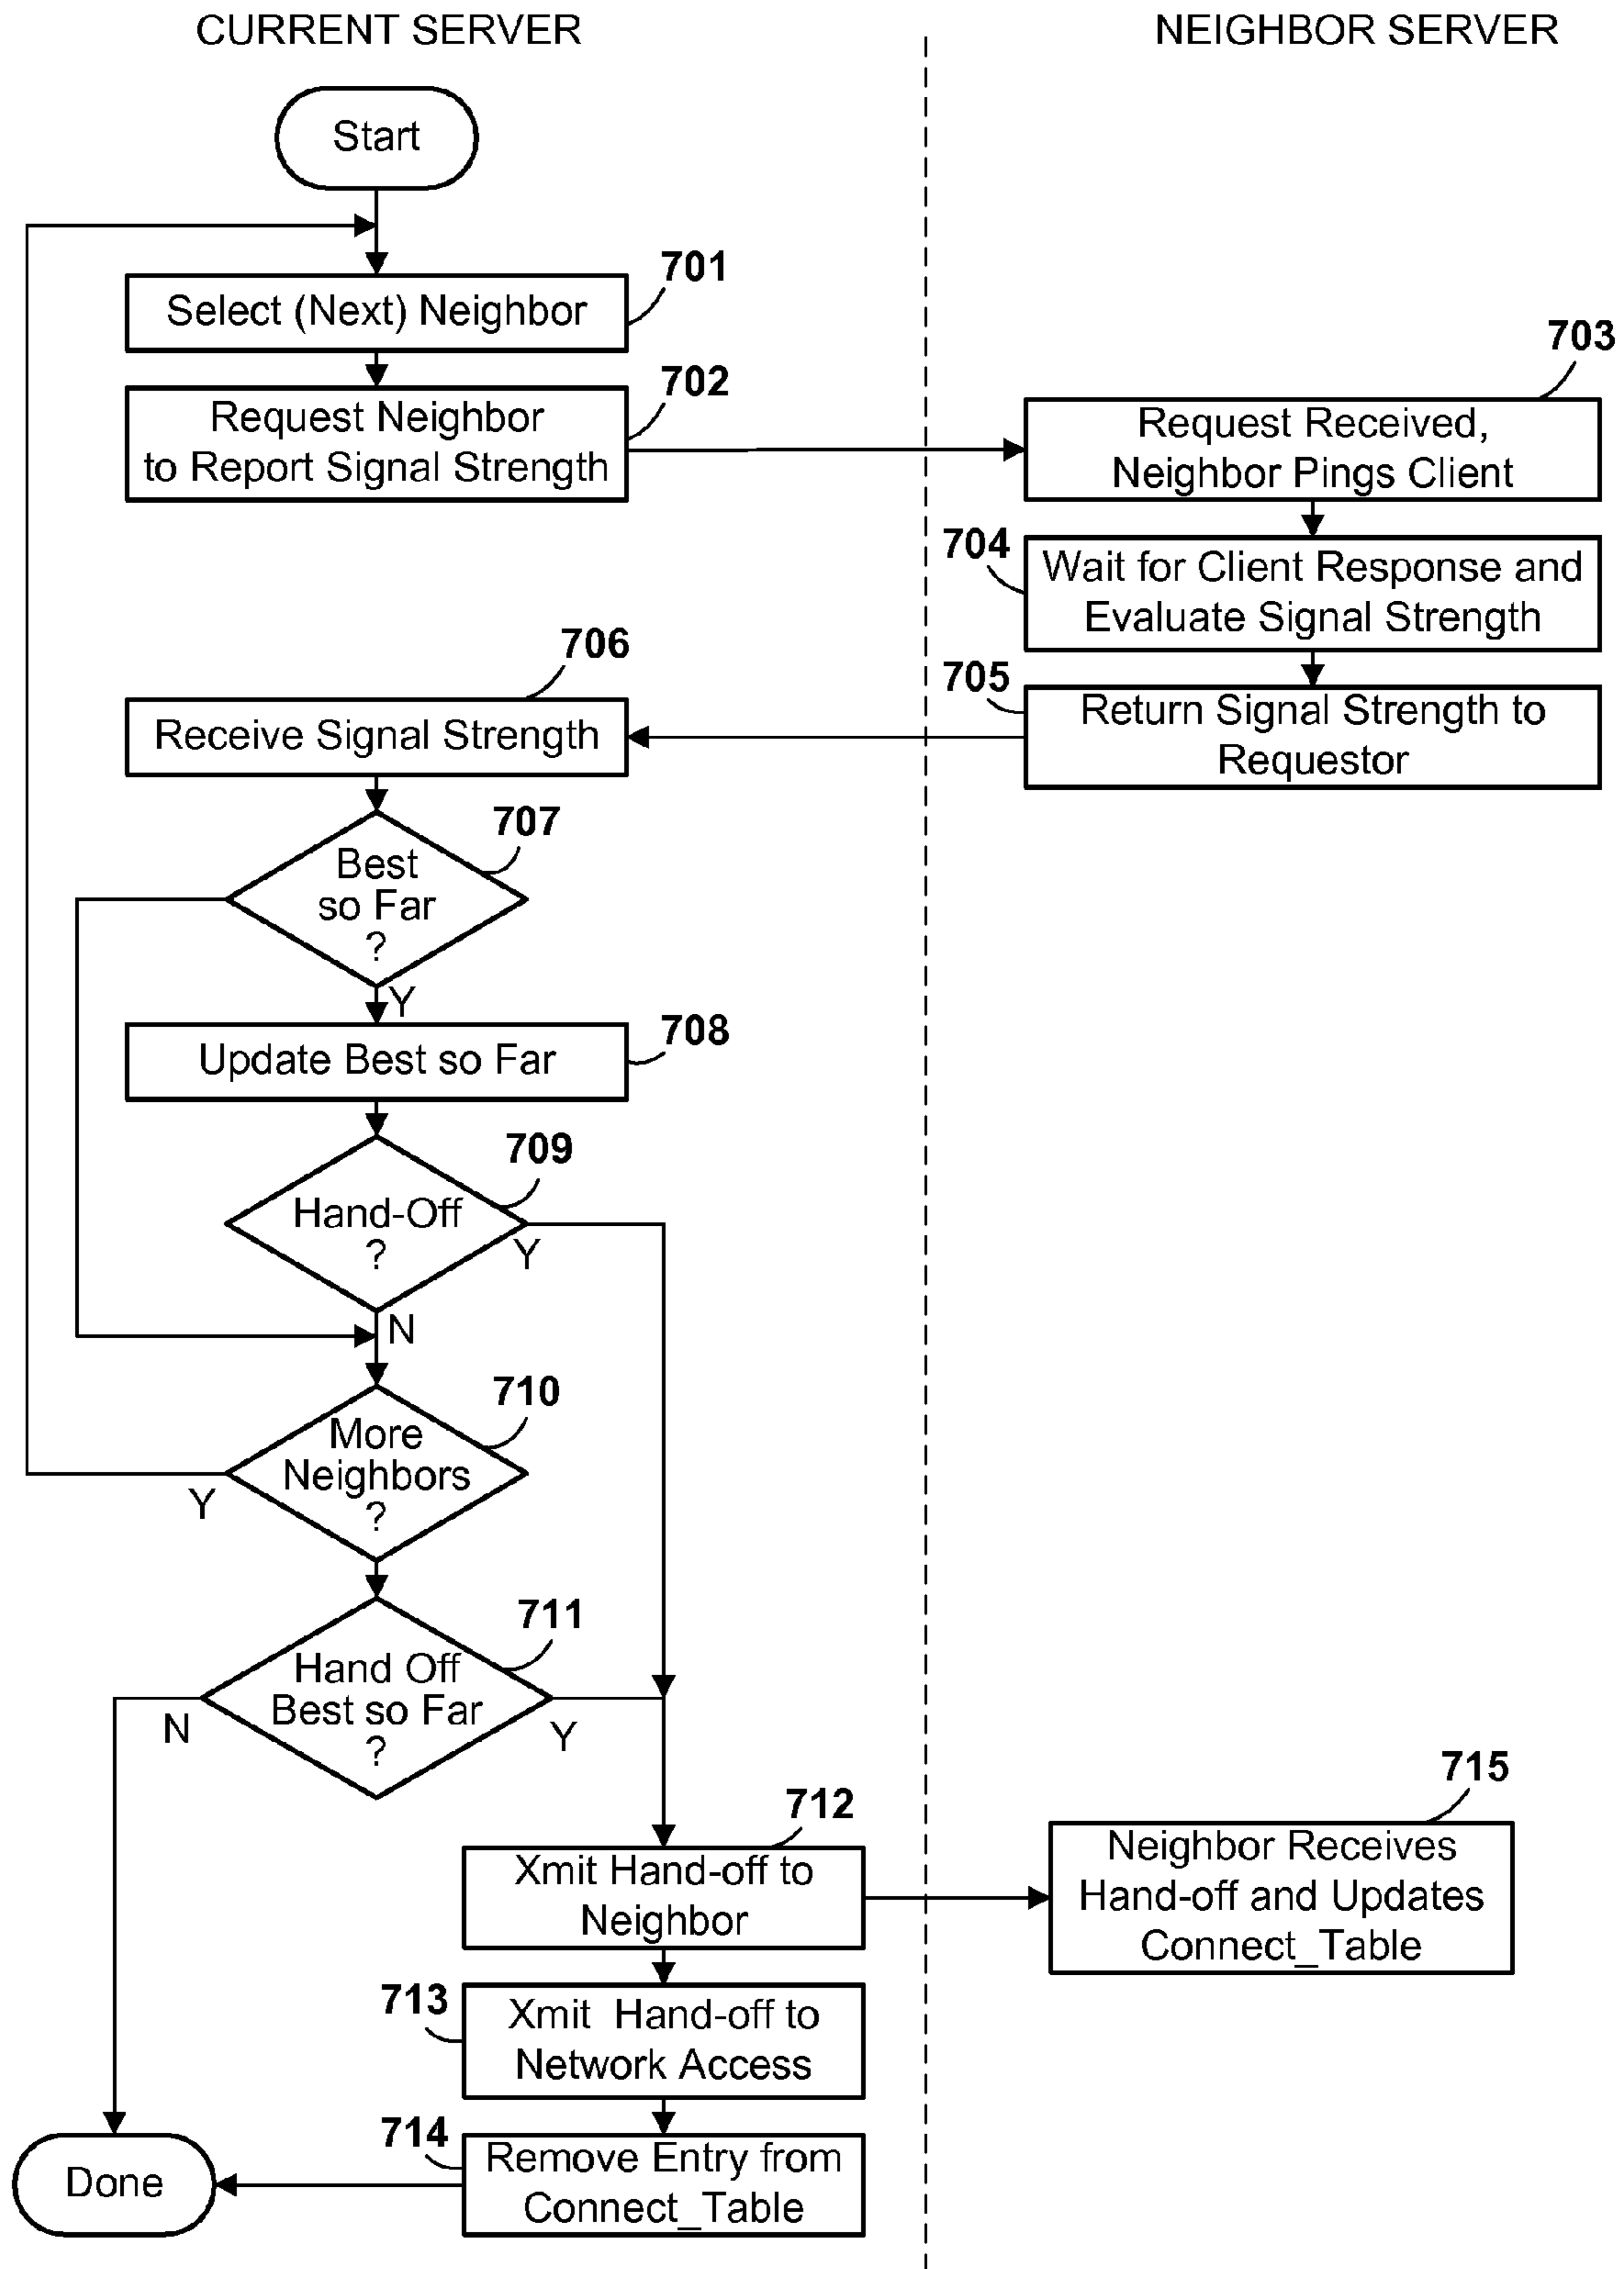 CURRENT SERVER
NEIGHBOR SERVER
Start
701
Select (Next) Neighbor
702
Request Neighbor
to Report Signal Strength
703
Request Received,
Neighbor Pings Client
704
Wait for Client Response and
Evaluate Signal Strength
705
Return Signal Strength to
Requestor
706
Receive Signal Strength
707
Best
so Far
?
Y
708
Update Best so Far
709
Hand-Off
?
Y
N
710
More
Neighbors
?
Y
711
Hand Off
Best so Far
?
N
Y
712
Xmit Hand-off to
Neighbor
715
Neighbor Receives
Hand-off and Updates
Connect_Table
713
Xmit Hand-off to
Network Access
714
Remove Entry from
Connect_Table
Done